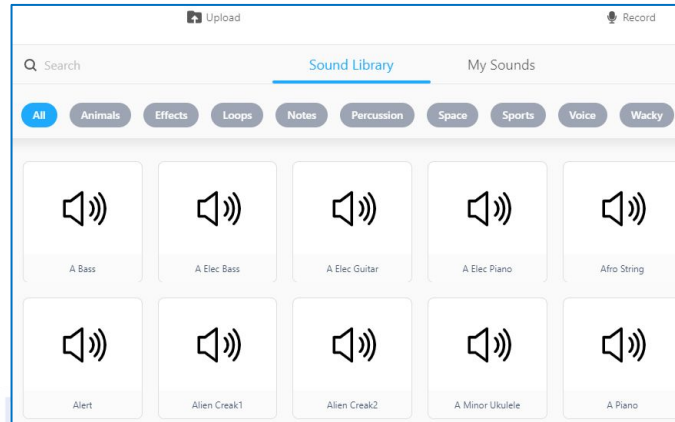 Upload Record
Search Sound Library My Sounds
All Animals Effects Loops Notes Percussion Space Sports Voice Wacky
A Bass A Elec Bass A Elec Guitar A Elec Piano Afro String
Alert Alien Creak1 Alien Creak2 A Minor Ukulele A Piano